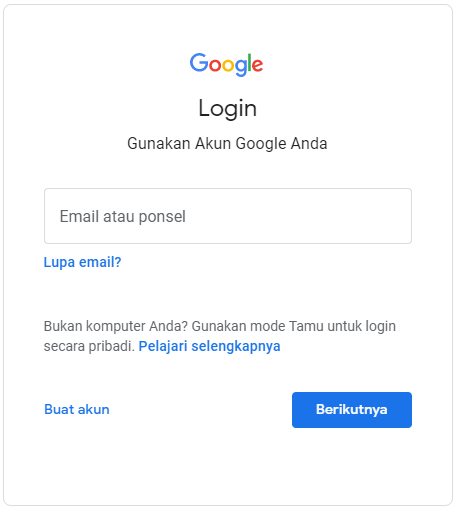 Google
Login
Gunakan Akun Google Anda
Email atau ponsel
Lupa email?
Bukan komputer Anda? Gunakan mode Tamu untuk login
secara pribadi. Pelajari selengkapnya
Buat akun
Berikutnya